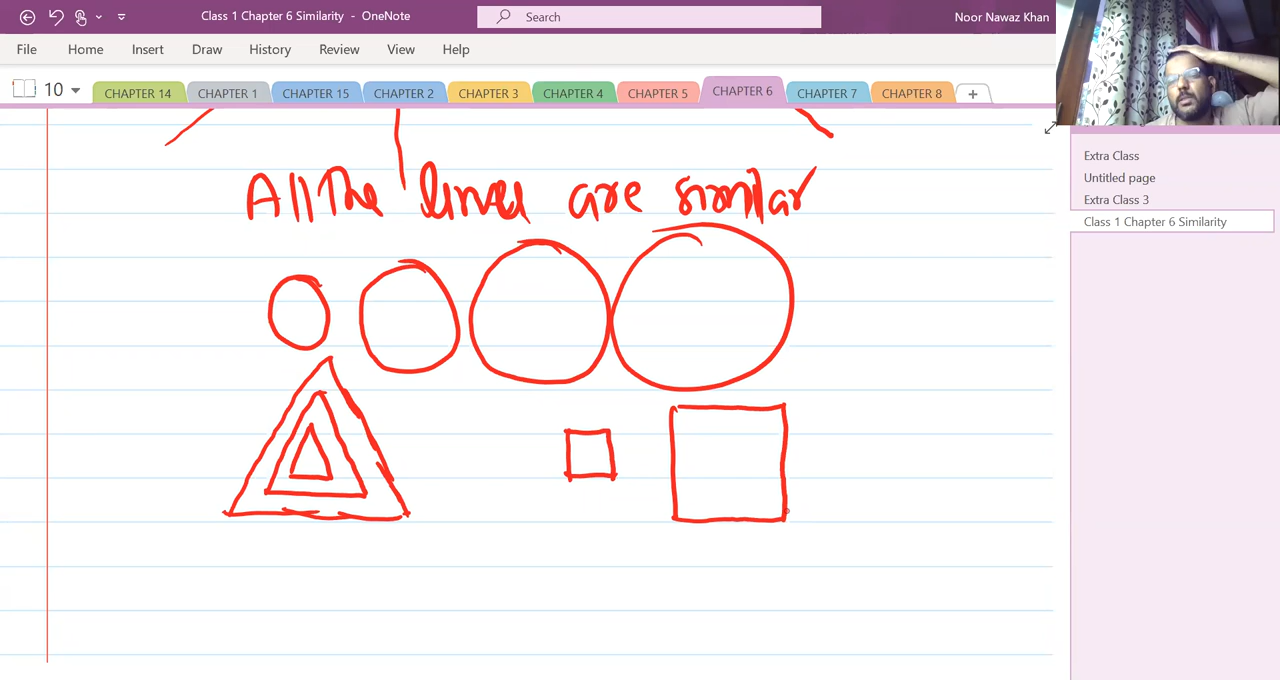 Class 1 Chapter 6 Similarity - OneNote
Search
Noor Nawaz Khan
File Home Insert Draw History Review View Help
10 CHAPTER 14 CHAPTER 1 CHAPTER 15 CHAPTER 2 CHAPTER 3 CHAPTER 4 CHAPTER 5 CHAPTER 6 CHAPTER 7 CHAPTER 8
All The lines are similar
Extra Class
Untitled page
Extra Class 3
Class 1 Chapter 6 Similarity